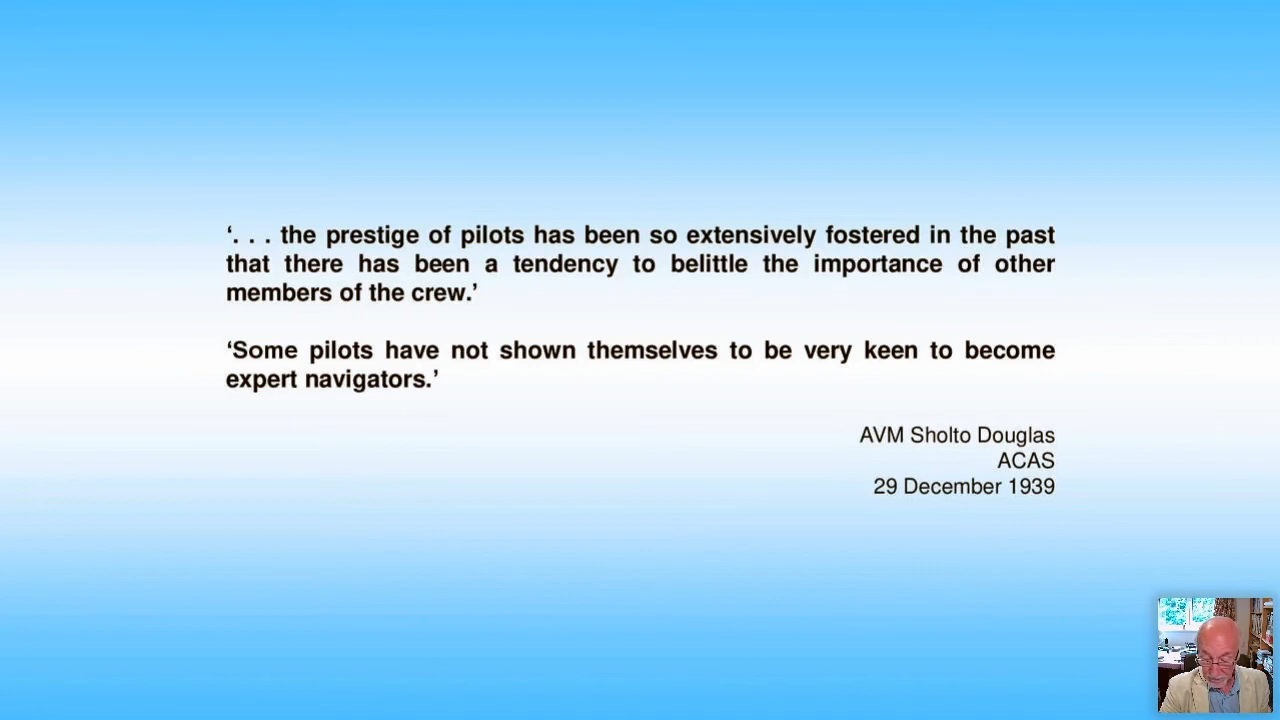 ‘. . . the prestige of pilots has been so extensively fostered in the past
that there has been a tendency to belittle the importance of other
members of the crew.’
‘Some pilots have not shown themselves to be very keen to become
expert navigators.’
AVM Sholto Douglas
ACAS
29 December 1939